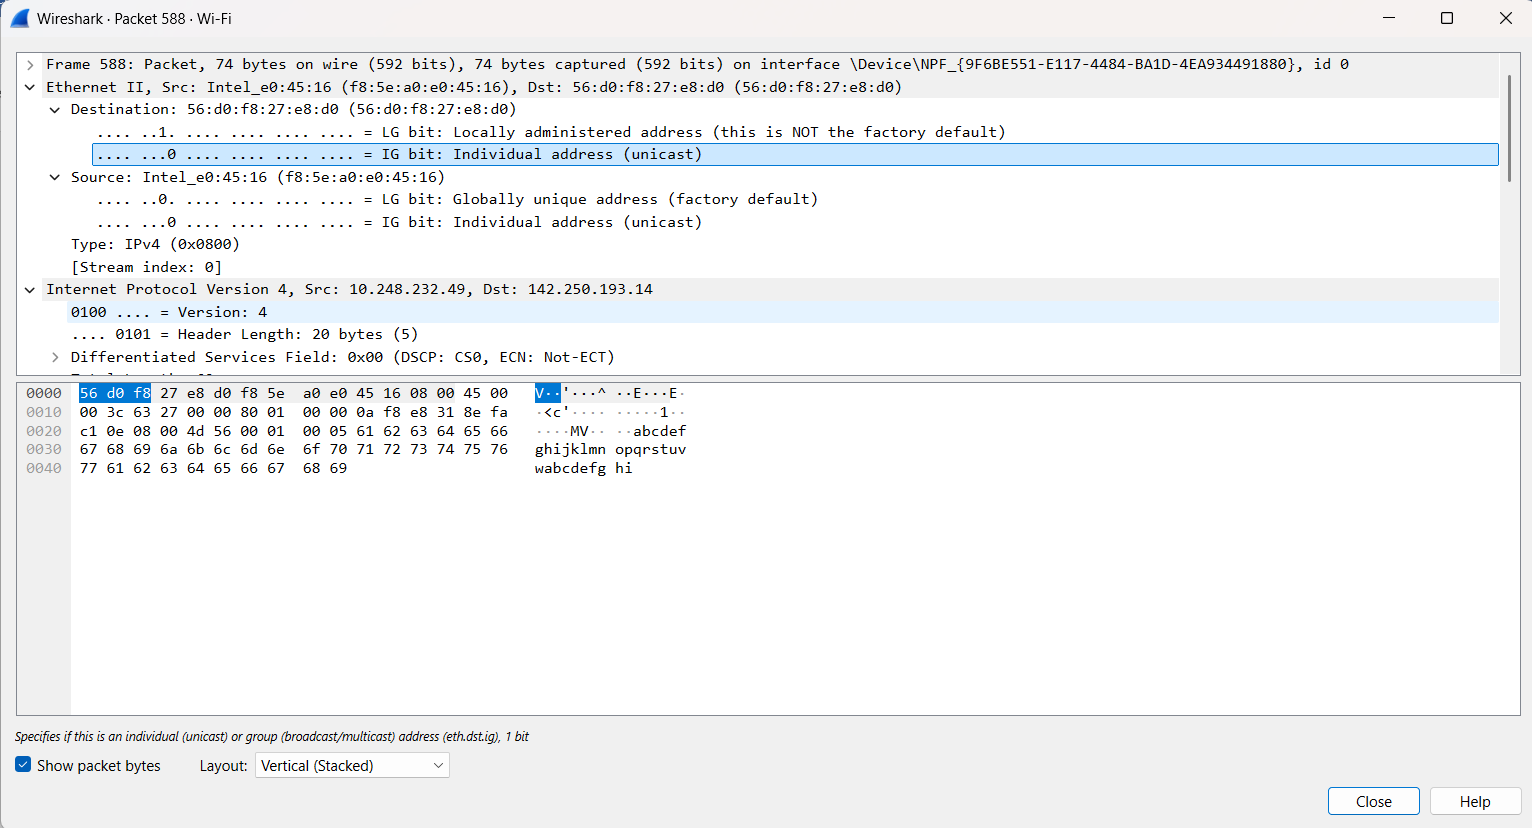 Wireshark · Packet 588 · Wi-Fi
Frame 588: Packet, 74 bytes on wire (592 bits), 74 bytes captured (592 bits) on interface \Device\NPF_{9F6BE551-E117-4484-BA1D-4EA934491880}, id 0
Ethernet II, Src: Intel_e0:45:16 (f8:5e:a0:e0:45:16), Dst: 56:d0:f8:27:e8:d0 (56:d0:f8:27:e8:d0)
Destination: 56:d0:f8:27:e8:d0 (56:d0:f8:27:e8:d0)
.... ..1. .... .... .... .... = LG bit: Locally administered address (this is NOT the factory default)
.... ...0 .... .... .... .... = IG bit: Individual address (unicast)
Source: Intel_e0:45:16 (f8:5e:a0:e0:45:16)
.... ..0. .... .... .... .... = LG bit: Globally unique address (factory default)
.... ...0 .... .... .... .... = IG bit: Individual address (unicast)
Type: IPv4 (0x0800)
[Stream index: 0]
Internet Protocol Version 4, Src: 10.248.232.49, Dst: 142.250.193.14
0100 .... = Version: 4
.... 0101 = Header Length: 20 bytes (5)
Differentiated Services Field: 0x00 (DSCP: CS0, ECN: Not-ECT)
0000 56 d0 f8 27 e8 d0 f8 5e a0 e0 45 16 08 00 45 00 V··'···^ ··E···E·
0010 00 3c 63 27 00 00 80 01 00 00 0a f8 e8 31 8e fa ·<c'···· ·····1··
0020 c1 0e 08 00 4d 56 00 01 00 05 61 62 63 64 65 66 ····MV·· ··abcdef
0030 67 68 69 6a 6b 6c 6d 6e 6f 70 71 72 73 74 75 76 ghijklmn opqrstuv
0040 77 61 62 63 64 65 66 67 68 69 wabcdefg hi
Specifies if this is an individual (unicast) or group (broadcast/multicast) address (eth.dst.ig), 1 bit
Show packet bytes Layout: Vertical (Stacked)
Close Help